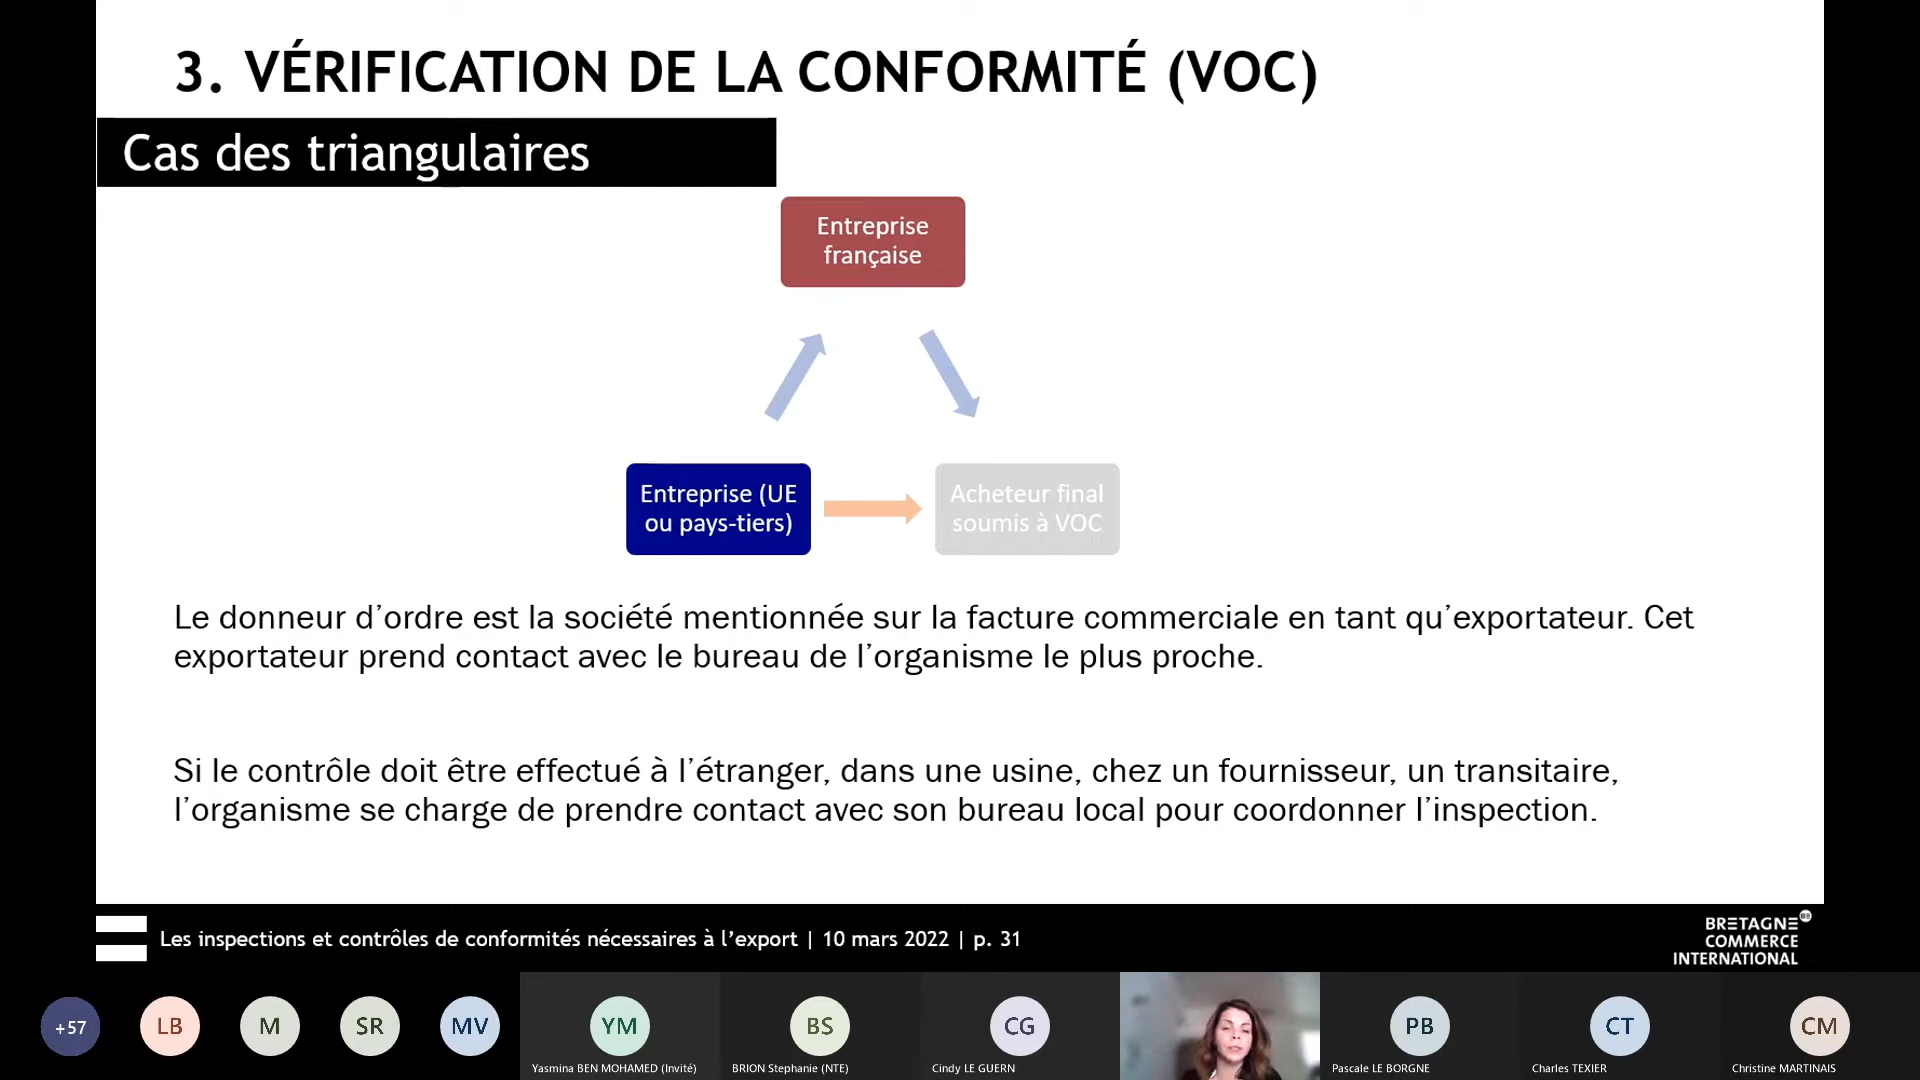 3. VÉRIFICATION DE LA CONFORMITÉ (VOC)
Cas des triangulaires
Entreprise
française
Entreprise (UE
ou pays-tiers)
Acheteur final
soumis à VOC
Le donneur d’ordre est la société mentionnée sur la facture commerciale en tant qu’exportateur. Cet
exportateur prend contact avec le bureau de l’organisme le plus proche.
Si le contrôle doit être effectué à l’étranger, dans une usine, chez un fournisseur, un transitaire,
l’organisme se charge de prendre contact avec son bureau local pour coordonner l’inspection.
Les inspections et contrôles de conformités nécessaires à l’export | 10 mars 2022 | p. 31
BRETAGNE
COMMERCE
INTERNATIONAL
+57
LB
M
SR
MV
YM
BS
CG
PB
CT
CM
Yasmina BEN MOHAMED (Invité)
BRION Stephanie (NTE)
Cindy LE GUERN
Pascale LE BORGNE
Charles TEXIER
Christine MARTINAIS